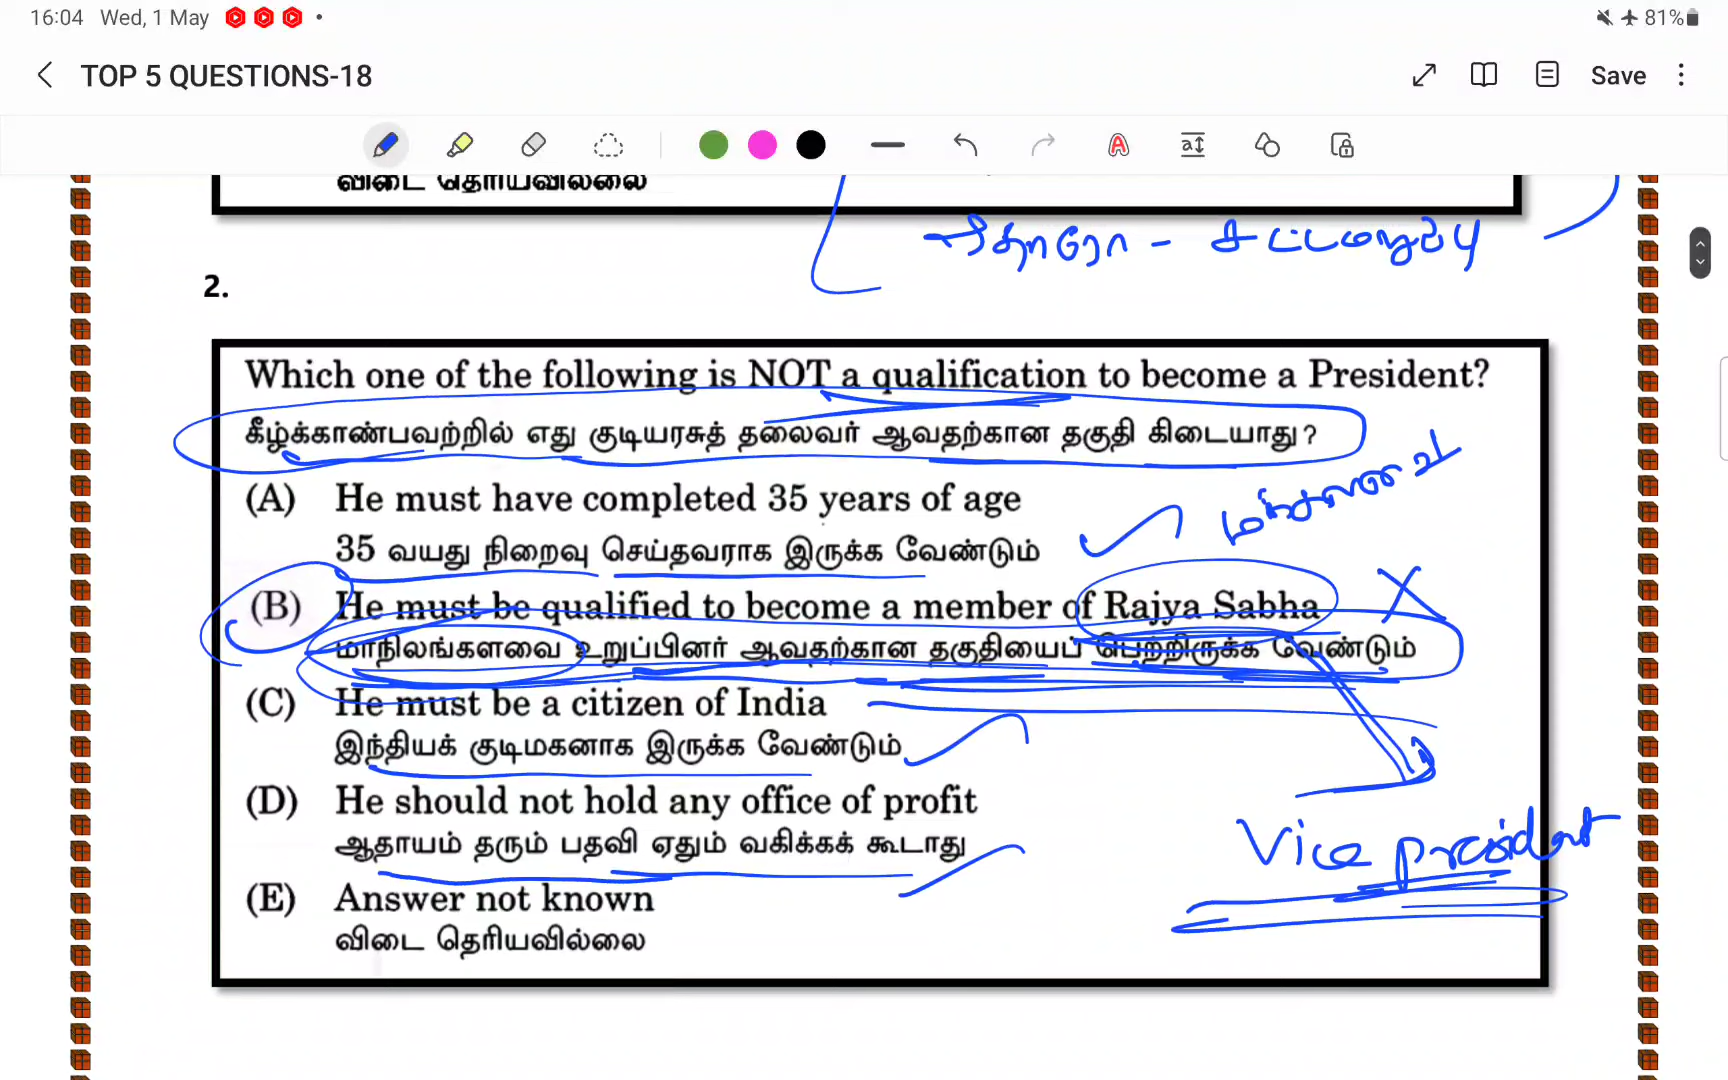 16:04 Wed, 1 May
81%
TOP 5 QUESTIONS-18
Save
விடை தெரியவில்லை
2.
Which one of the following is NOT a qualification to become a President?
கீழ்க்காண்பவற்றில் எது குடியரசுத் தலைவர் ஆவதற்கான தகுதி கிடையாது?
(A) He must have completed 35 years of age
35 வயது நிறைவு செய்தவராக இருக்க வேண்டும்
(B) He must be qualified to become a member of Rajya Sabha
மாநிலங்களவை உறுப்பினர் ஆவதற்கான தகுதியைப் பெற்றிருக்க வேண்டும்
(C) He must be a citizen of India
இந்தியக் குடிமகனாக இருக்க வேண்டும்
(D) He should not hold any office of profit
ஆதாயம் தரும் பதவி ஏதும் வகிக்கக் கூடாது
Vice president
(E) Answer not known
விடை தெரியவில்லை